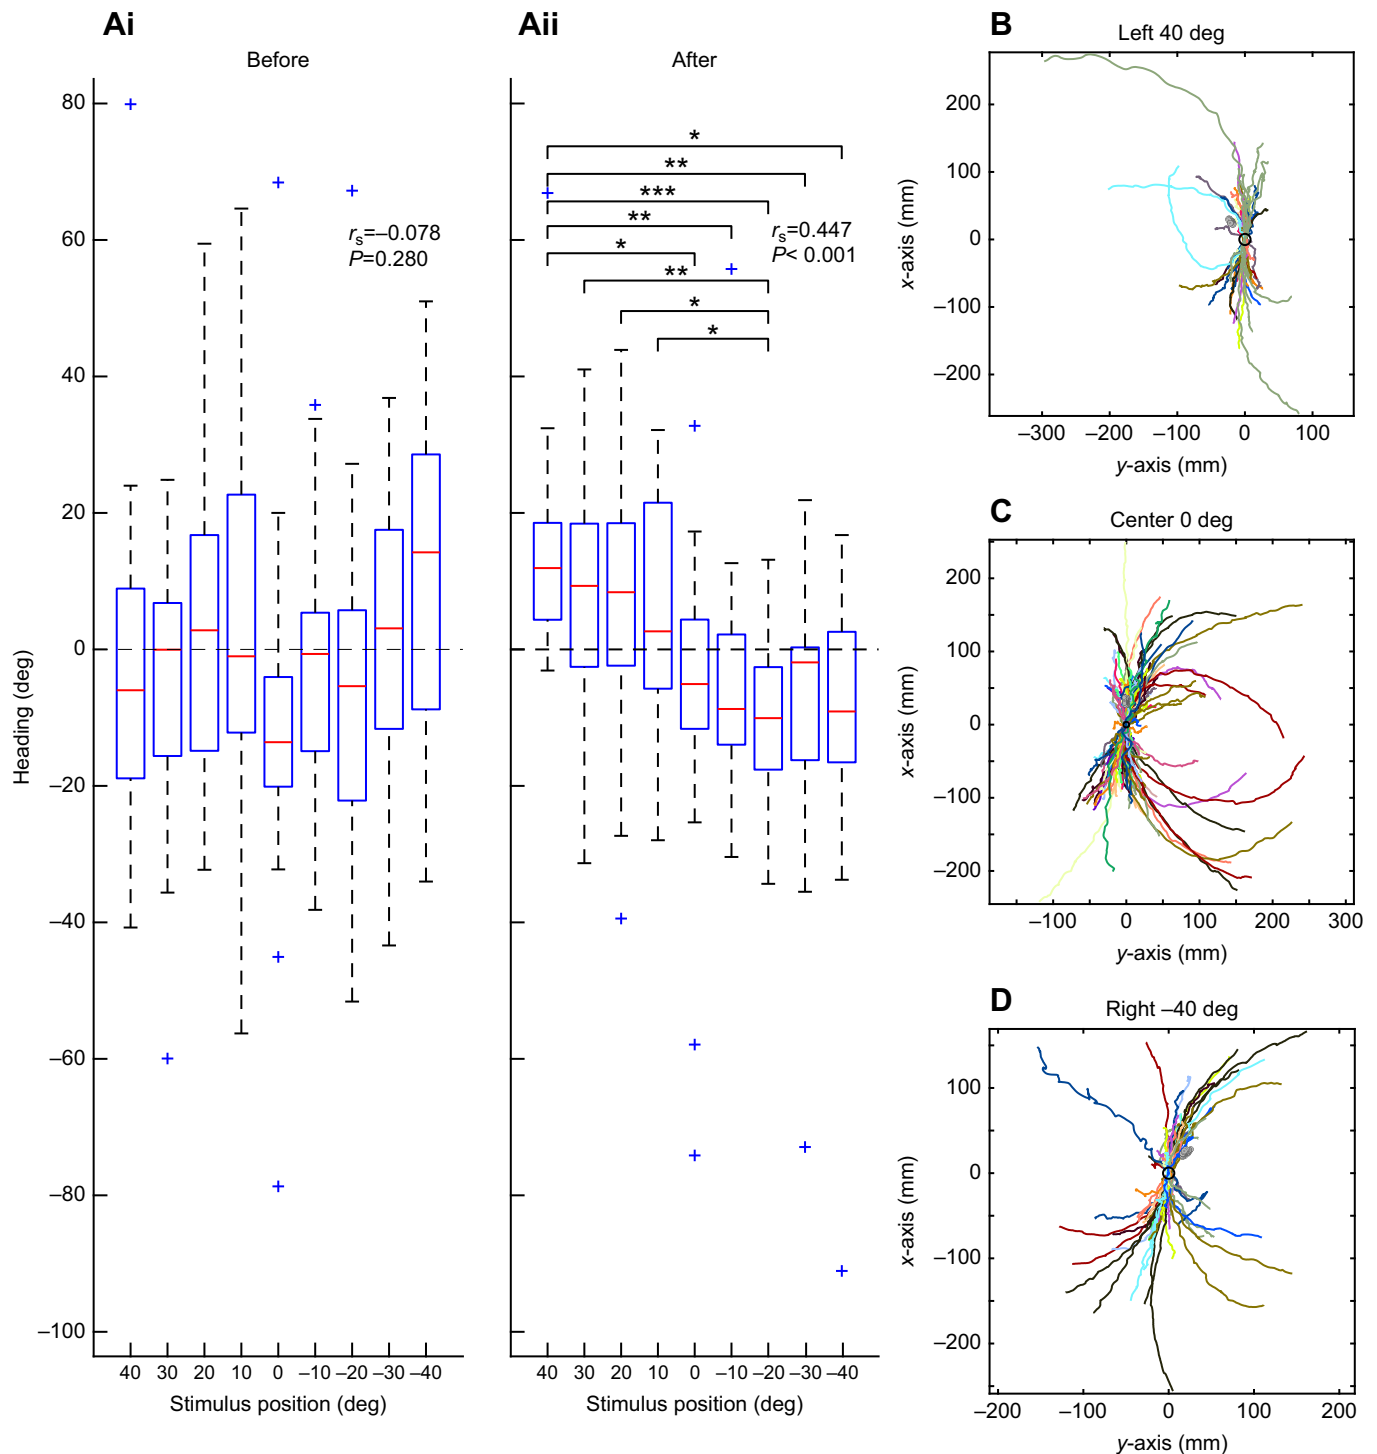 Ai
Before
Heading (deg)
80
60
40
20
0
–20
–40
–60
–80
–100
rs=–0.078
P=0.280
40 30 20 10 0 –10 –20 –30 –40
Stimulus position (deg)
Aii
After
*
**
***
**
*
**
*
*
rs=0.447
P< 0.001
40 30 20 10 0 –10 –20 –30 –40
Stimulus position (deg)
B
Left 40 deg
x-axis (mm)
200
100
0
–100
–200
–300 –200 –100 0 100
y-axis (mm)
C
Center 0 deg
x-axis (mm)
200
100
0
–100
–200
–100 0 100 200 300
y-axis (mm)
D
Right –40 deg
x-axis (mm)
100
0
–100
–200
–200 –100 0 100 200
y-axis (mm)